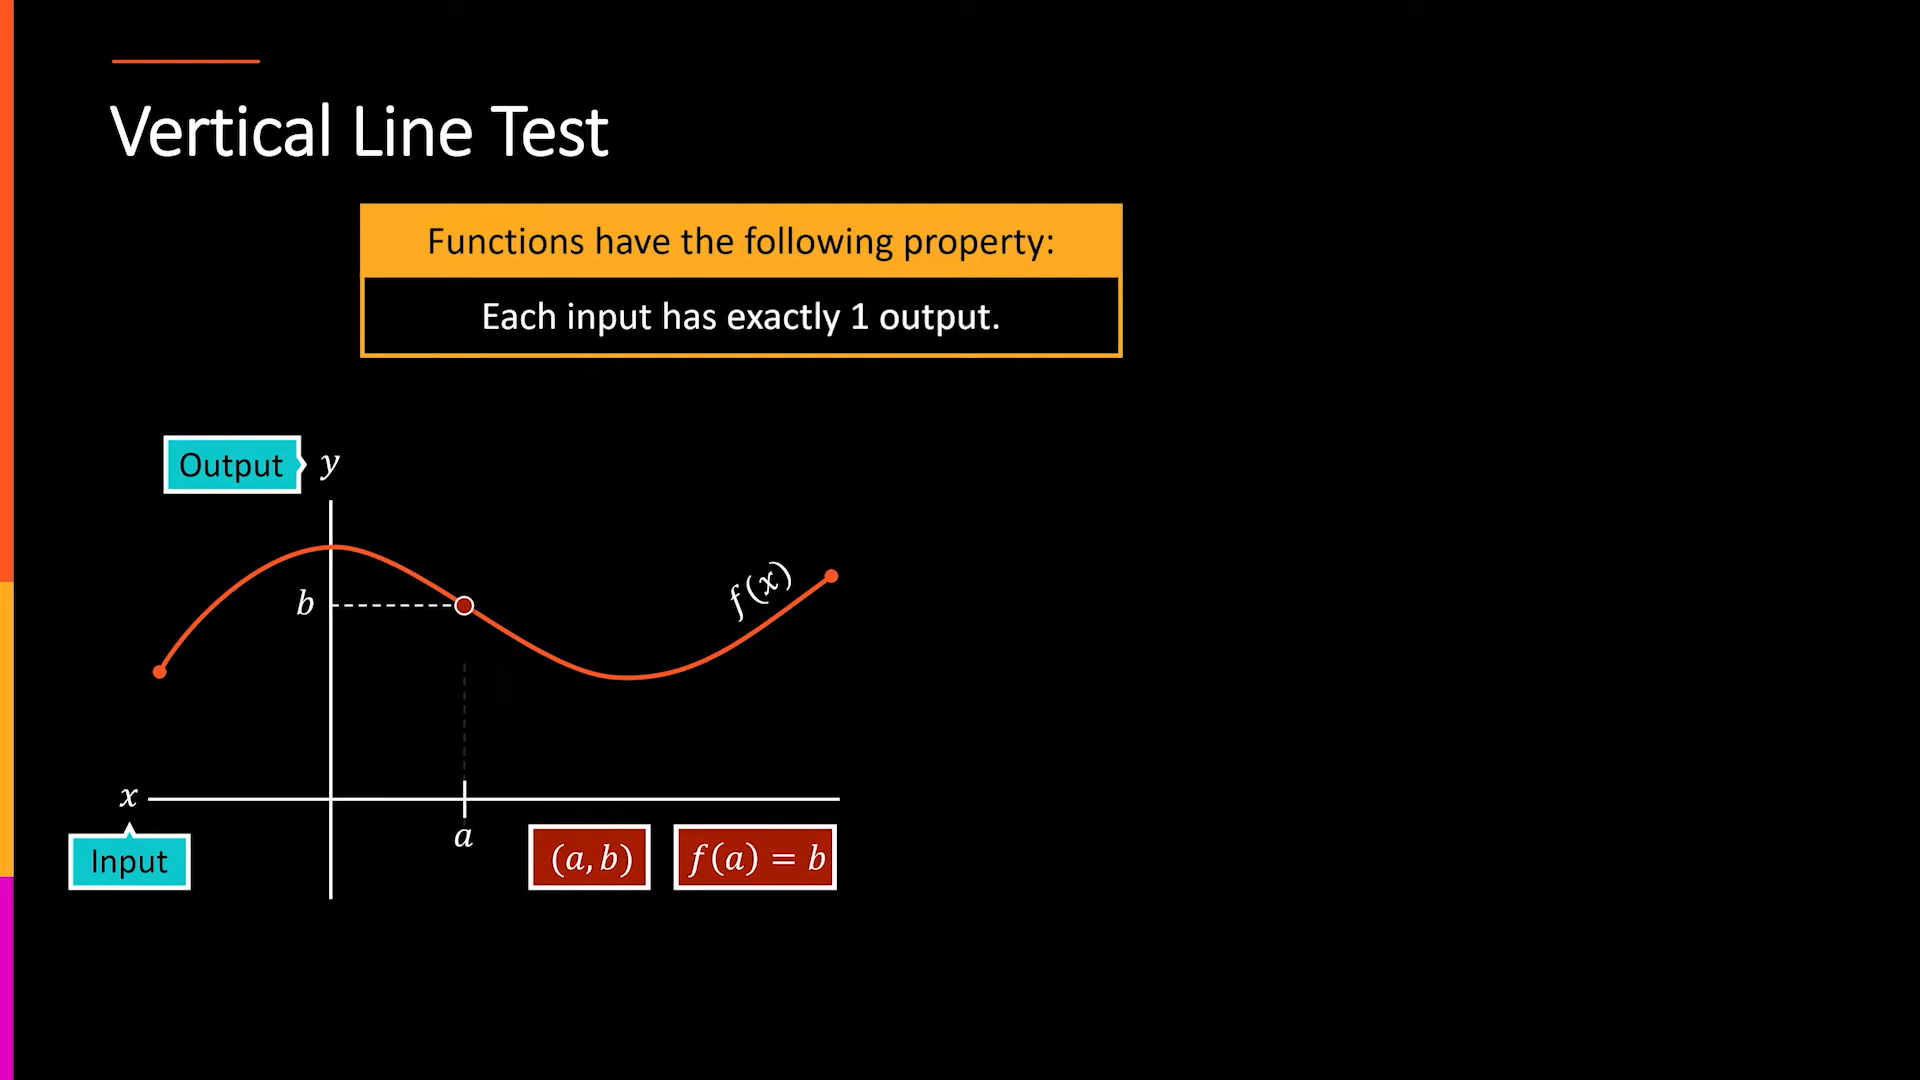 Vertical Line Test
Functions have the following property:
Each input has exactly 1 output.
Output
y
f(x)
b
x
a
Input
(a, b)
f(a) = b